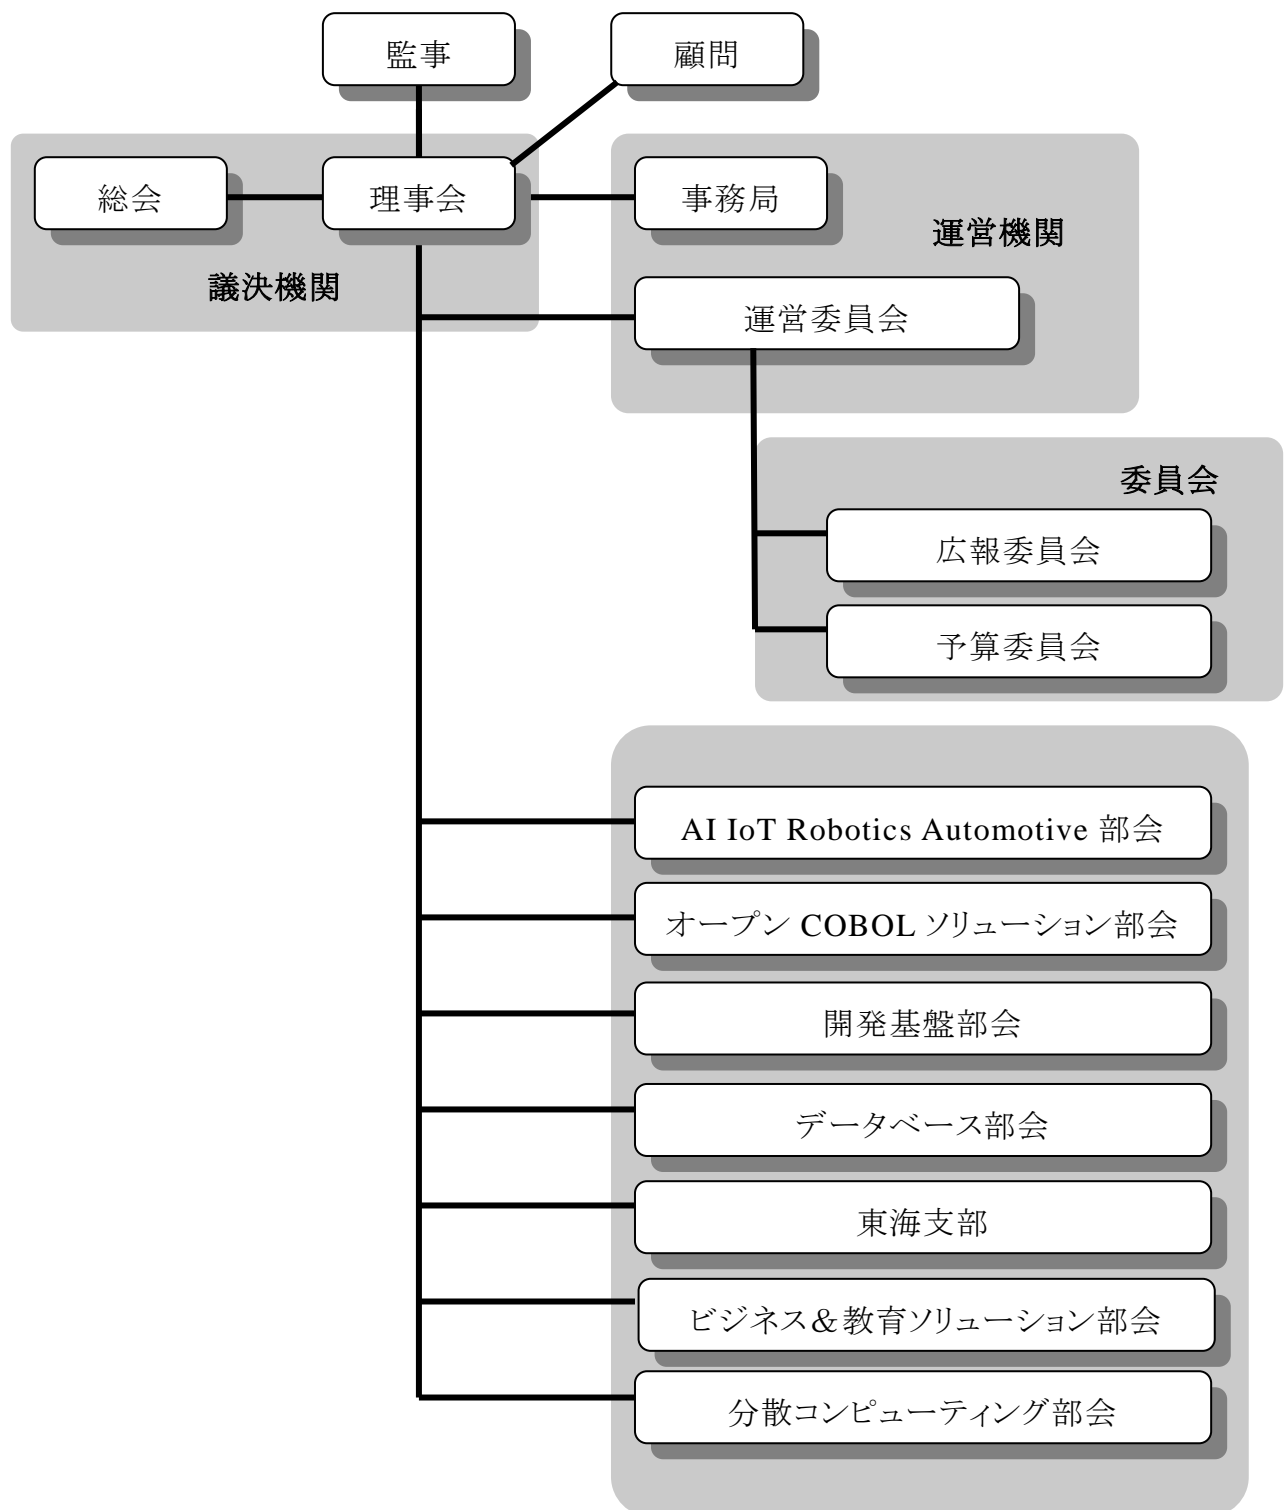 監事
顧問
総会
理事会
事務局
運営機関
議決機関
運営委員会
委員会
広報委員会
予算委員会
AI IoT Robotics Automotive 部会
オープン COBOL ソリューション部会
開発基盤部会
データベース部会
東海支部
ビジネス&教育ソリューション部会
分散コンピューティング部会